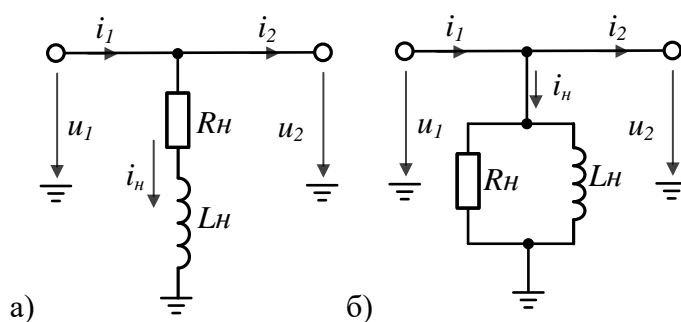 i1 i2 i1 i2
u1 Rн u2 u1 iн u2
iн Lн Rн Lн
а) б)